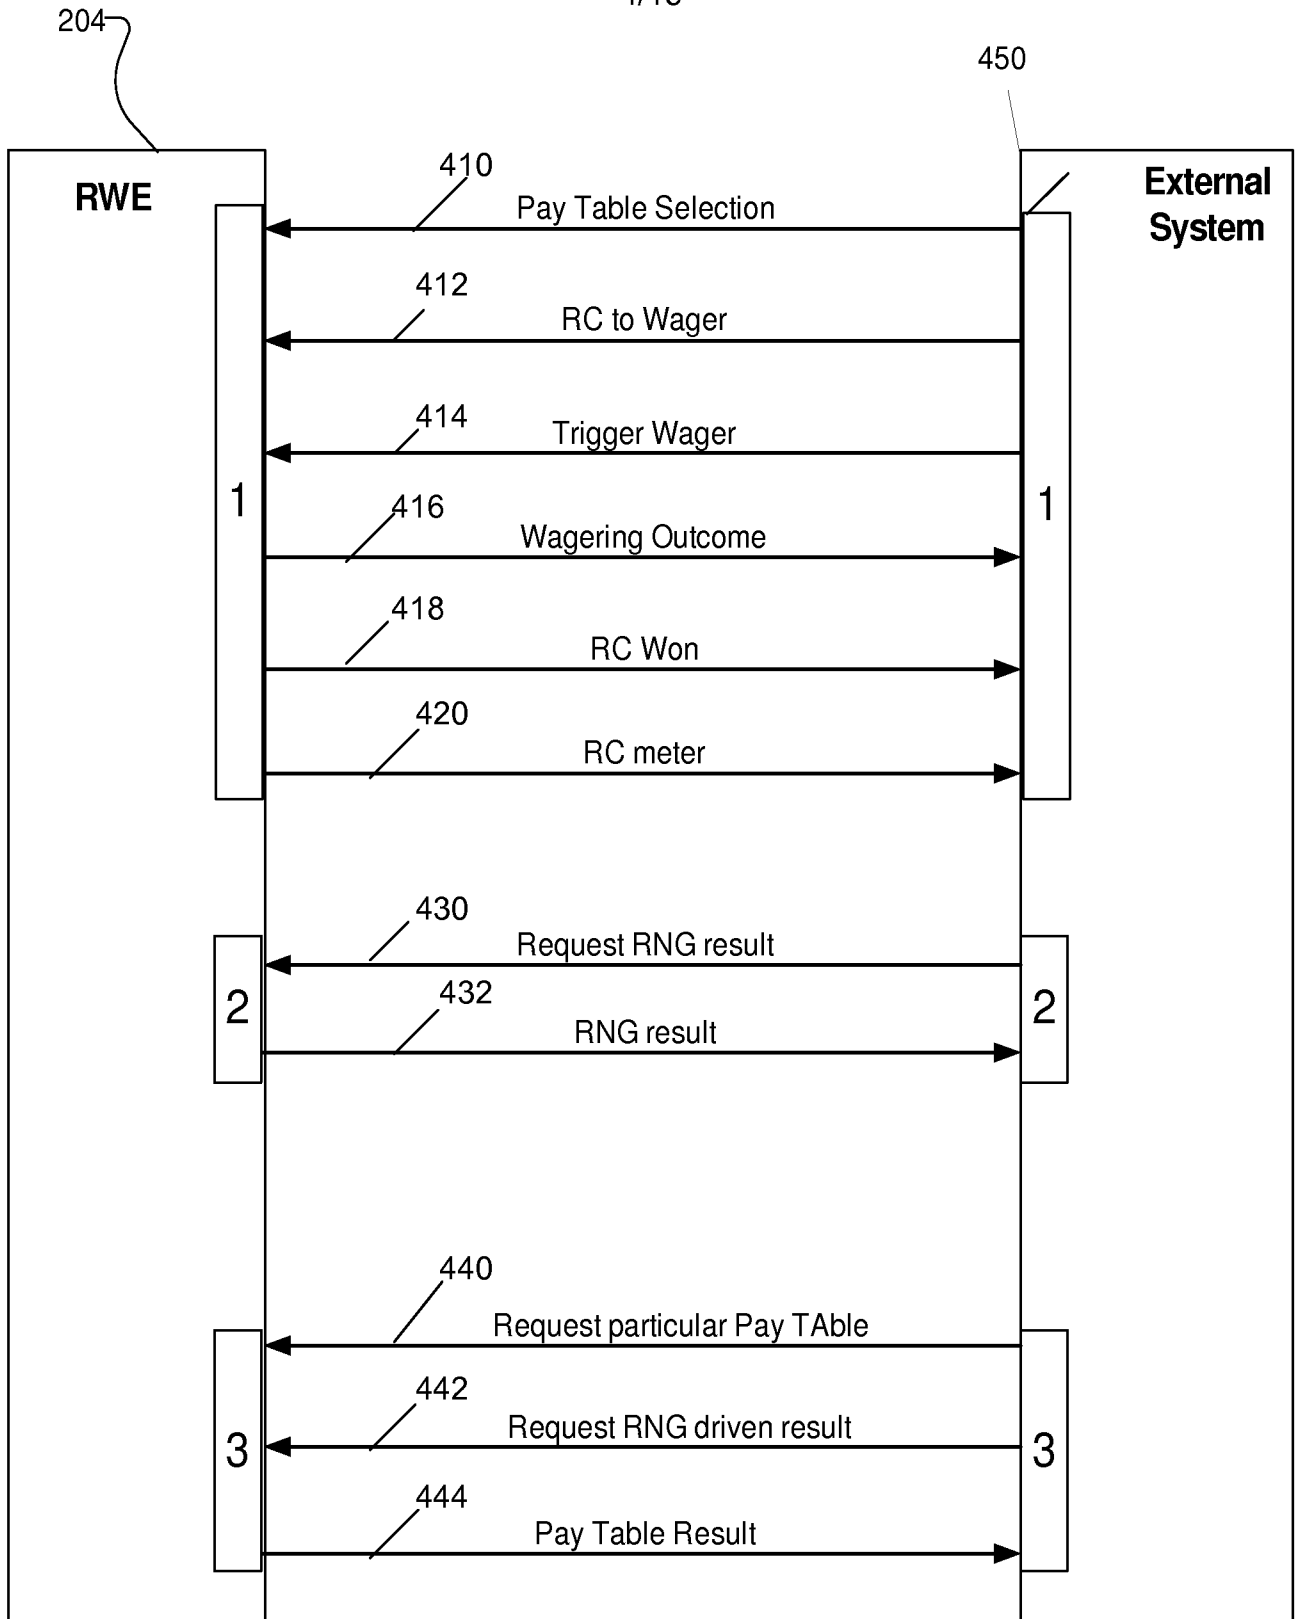 204
450
RWE
External
System
410
Pay Table Selection
412
RC to Wager
414
Trigger Wager
1
1
416
Wagering Outcome
418
RC Won
420
RC meter
430
Request RNG result
2
2
432
RNG result
440
Request particular Pay TAble
442
Request RNG driven result
3
3
444
Pay Table Result